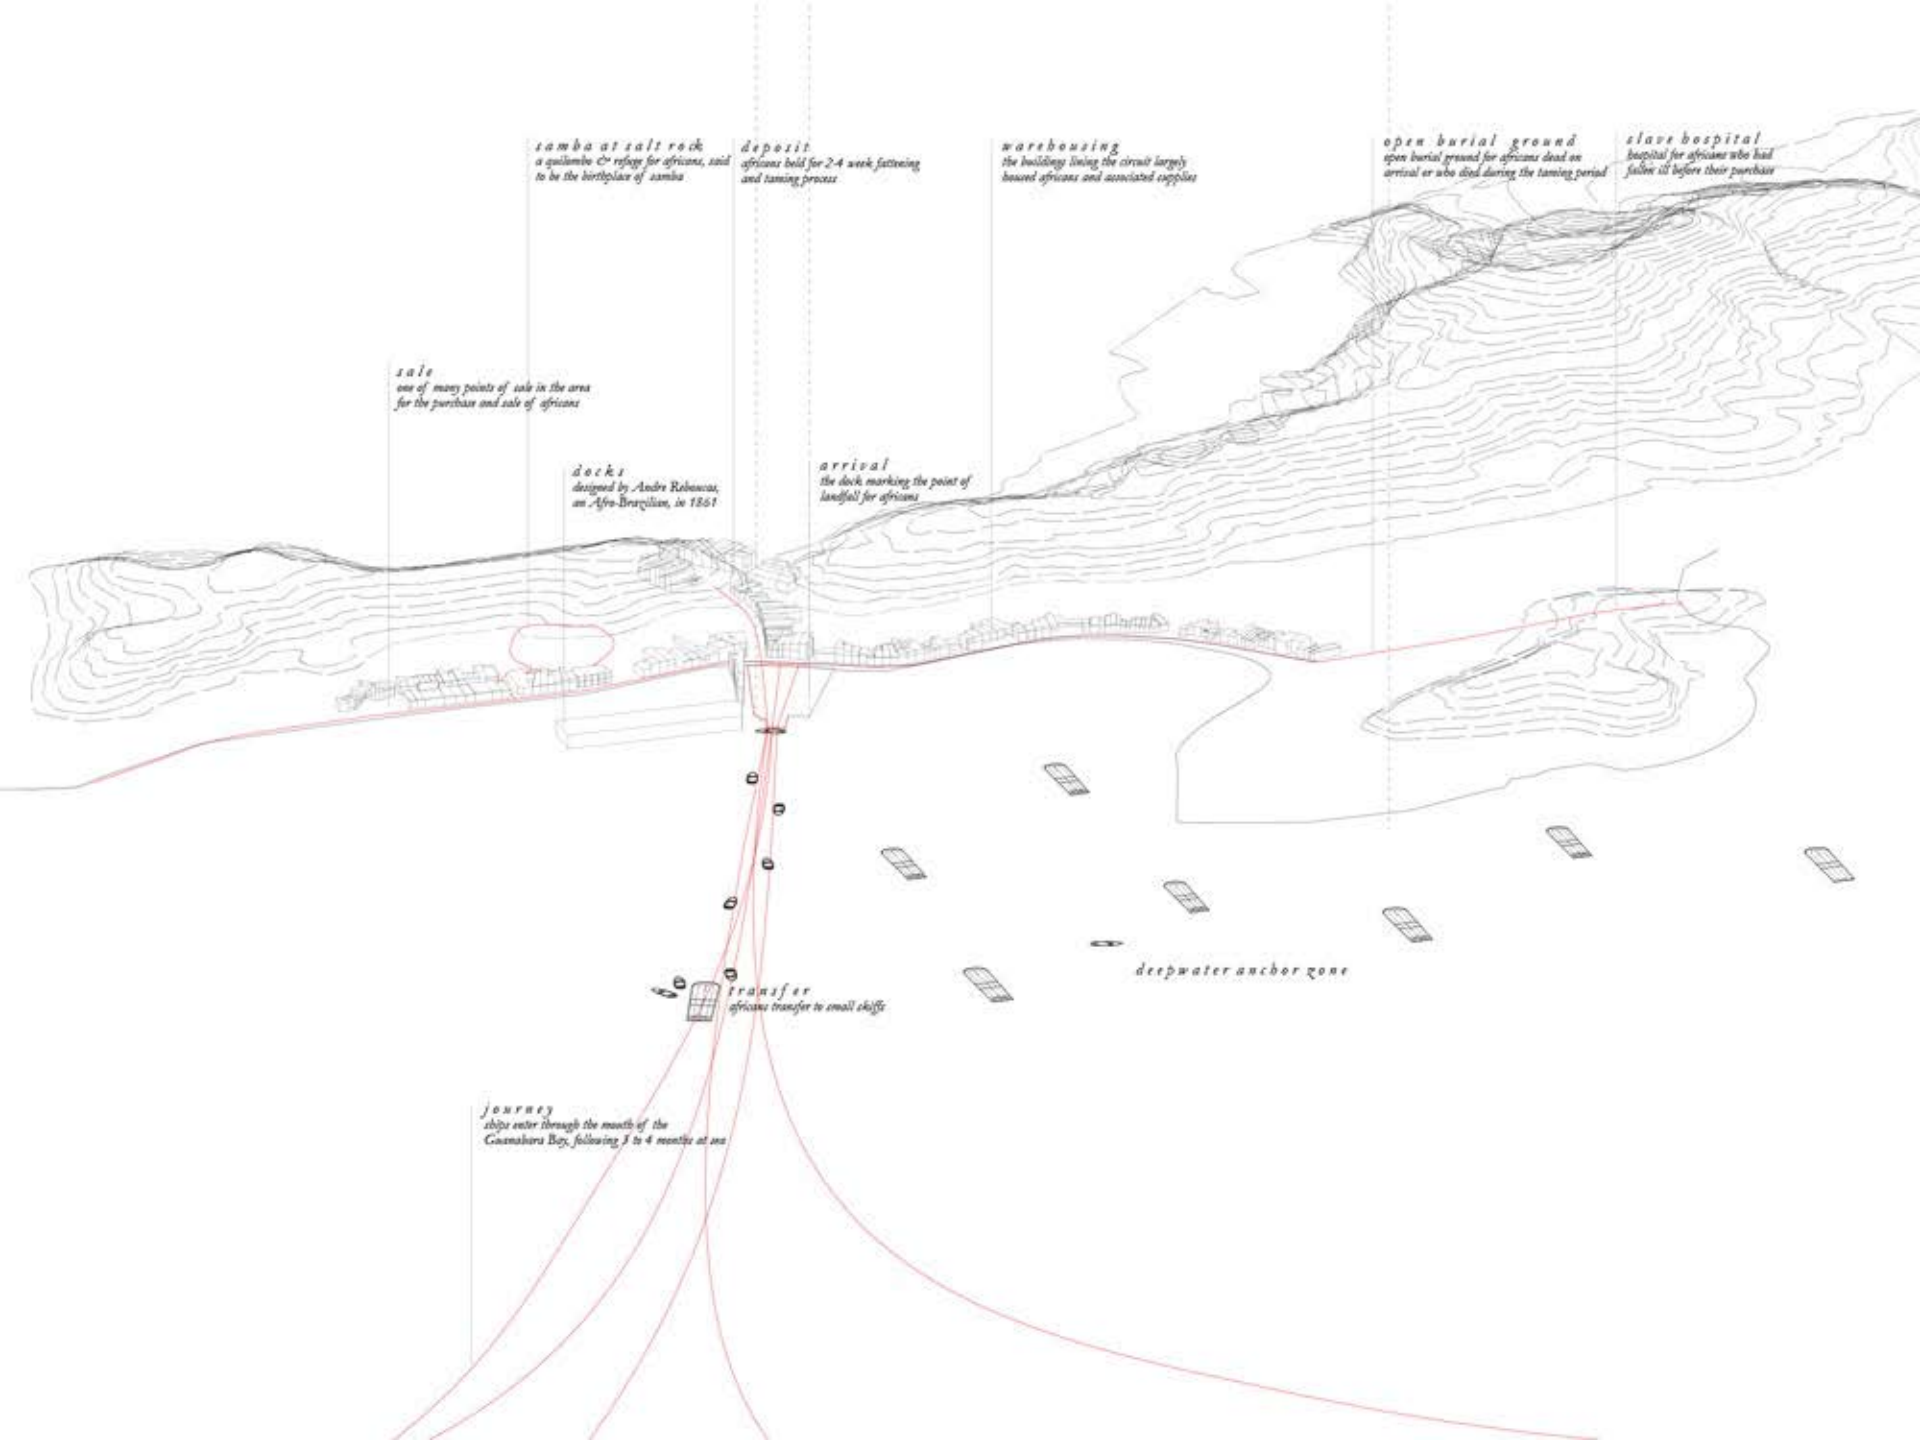 samba at salt rock
a quilombo & refuge for africans, said
to be the birthplace of samba
deposit
africans held for 2-4 week fattening
and taming process
warehousing
the buildings lining the circuit largely
housed africans and associated supplies
open burial ground
open burial ground for africans dead on
arrival or who died during the taming period
slave hospital
hospital for africans who had
fallen ill before their purchase
sale
one of many points of sale in the area
for the purchase and sale of africans
docks
designed by Andre Reboucas,
an Afro-Brazilian, in 1861
arrival
the dock marking the point of
landfall for africans
deepwater anchor zone
transfer
africans transfer to small skiffs
journey
ships enter through the mouth of the
Guanabara Bay, following 3 to 4 months at sea